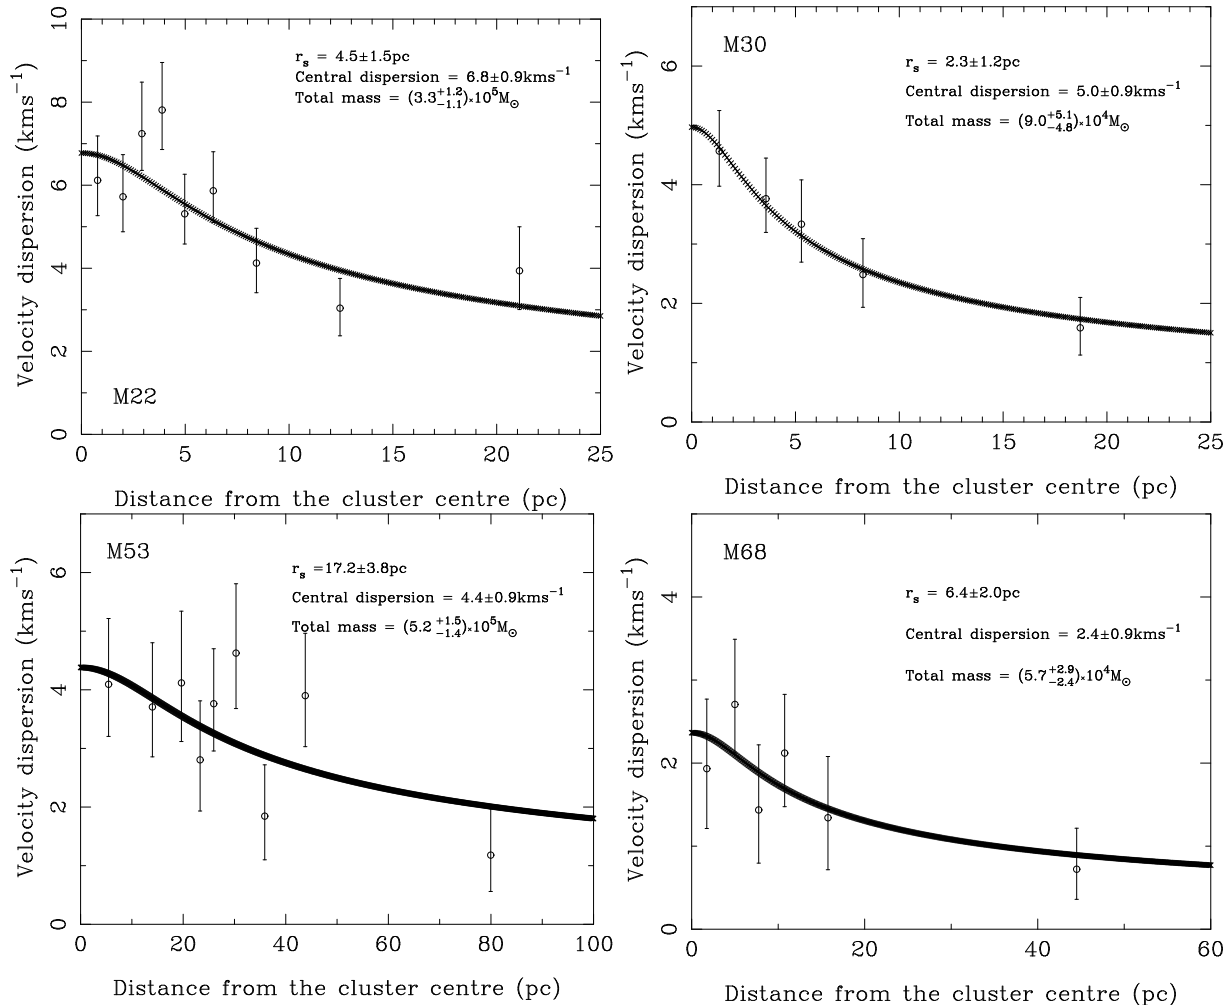 Velocity dispersion (kms⁻¹)
10
8
6
4
2
0
r_s = 4.5±1.5pc
Central dispersion = 6.8±0.9kms⁻¹
Total mass = (3.3 +1.2 −1.1)×10⁵M⊙
M22
0 5 10 15 20 25
Distance from the cluster centre (pc)
Velocity dispersion (kms⁻¹)
6
4
2
0
M30
r_s = 2.3±1.2pc
Central dispersion = 5.0±0.9kms⁻¹
Total mass = (9.0 +5.1 −4.8)×10⁴M⊙
0 5 10 15 20 25
Distance from the cluster centre (pc)
Velocity dispersion (kms⁻¹)
6
4
2
0
M53
r_s =17.2±3.8pc
Central dispersion = 4.4±0.9kms⁻¹
Total mass = (5.2 +1.5 −1.4)×10⁵M⊙
0 20 40 60 80 100
Distance from the cluster centre (pc)
Velocity dispersion (kms⁻¹)
4
2
0
M68
r_s = 6.4±2.0pc
Central dispersion = 2.4±0.9kms⁻¹
Total mass = (5.7 +2.9 −2.4)×10⁴M⊙
0 20 40 60
Distance from the cluster centre (pc)